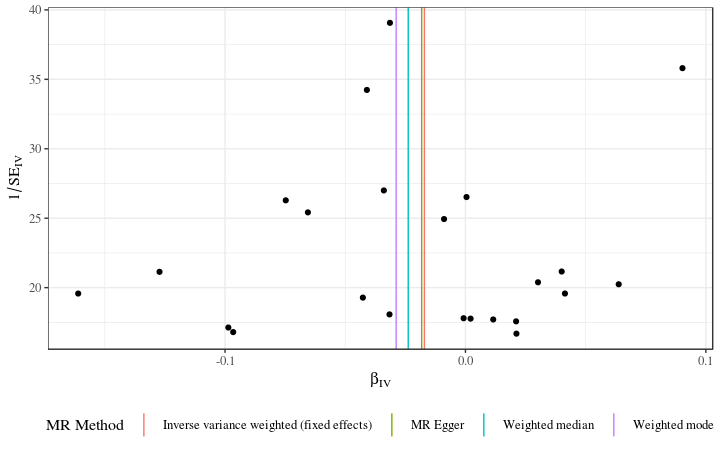 40
35
30
25
20
1/SE_IV
-0.1
0.0
0.1
β_IV
MR Method
Inverse variance weighted (fixed effects)
MR Egger
Weighted median
Weighted mode